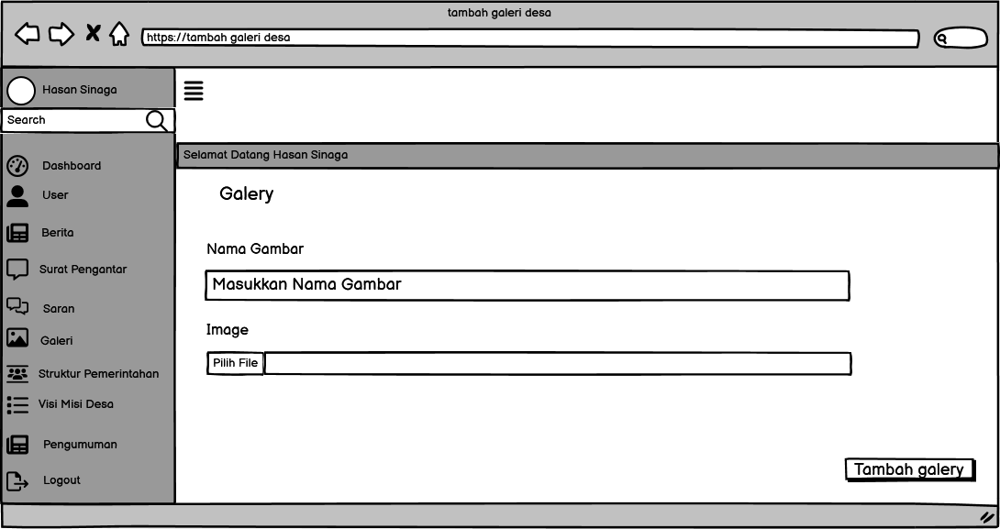 tambah galeri desa
https://tambah galeri desa
Hasan Sinaga
Search
Selamat Datang Hasan Sinaga
Dashboard
User
Berita
Surat Pengantar
Saran
Galeri
Struktur Pemerintahan
Visi Misi Desa
Pengumuman
Logout
Galery
Nama Gambar
Masukkan Nama Gambar
Image
Pilih File
Tambah galery